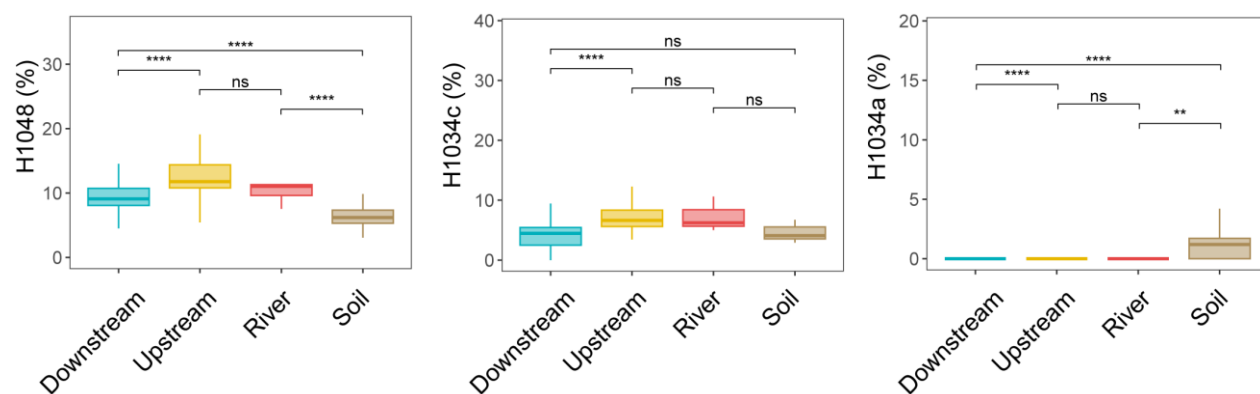 H1048 (%)
30
20
10
0
****
****
ns
****
Downstream
Upstream
River
Soil
H1034c (%)
40
30
20
10
0
ns
****
ns
ns
Downstream
Upstream
River
Soil
H1034a (%)
20
15
10
5
0
****
****
ns
**
Downstream
Upstream
River
Soil